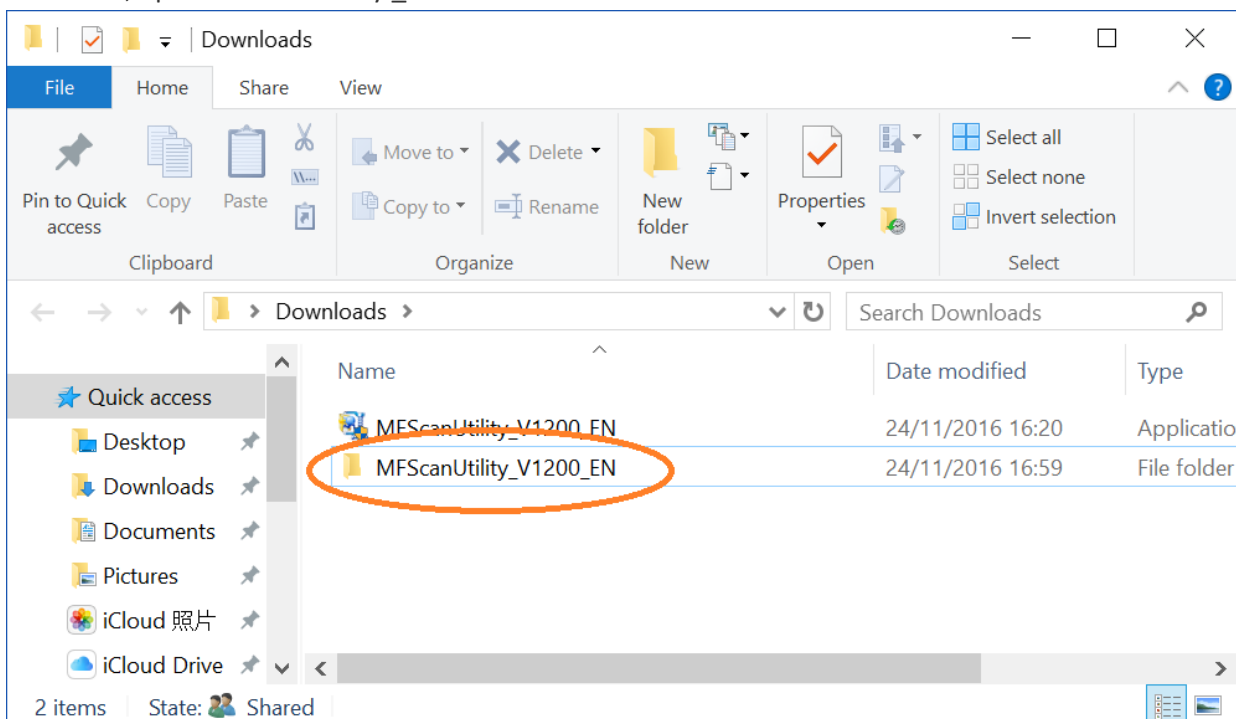 Downloads
File Home Share View
Move to Delete Select all
Select none
Pin to Quick access Copy Paste Copy to Rename New folder Properties Invert selection
Clipboard Organize New Open Select
Downloads Search Downloads
Name Date modified Type
Quick access
MFScanUtility_V1200_EN 24/11/2016 16:20 Applicatio
Desktop
MFScanUtility_V1200_EN 24/11/2016 16:59 File folder
Downloads
Documents
Pictures
iCloud 照片
iCloud Drive
2 items State: Shared